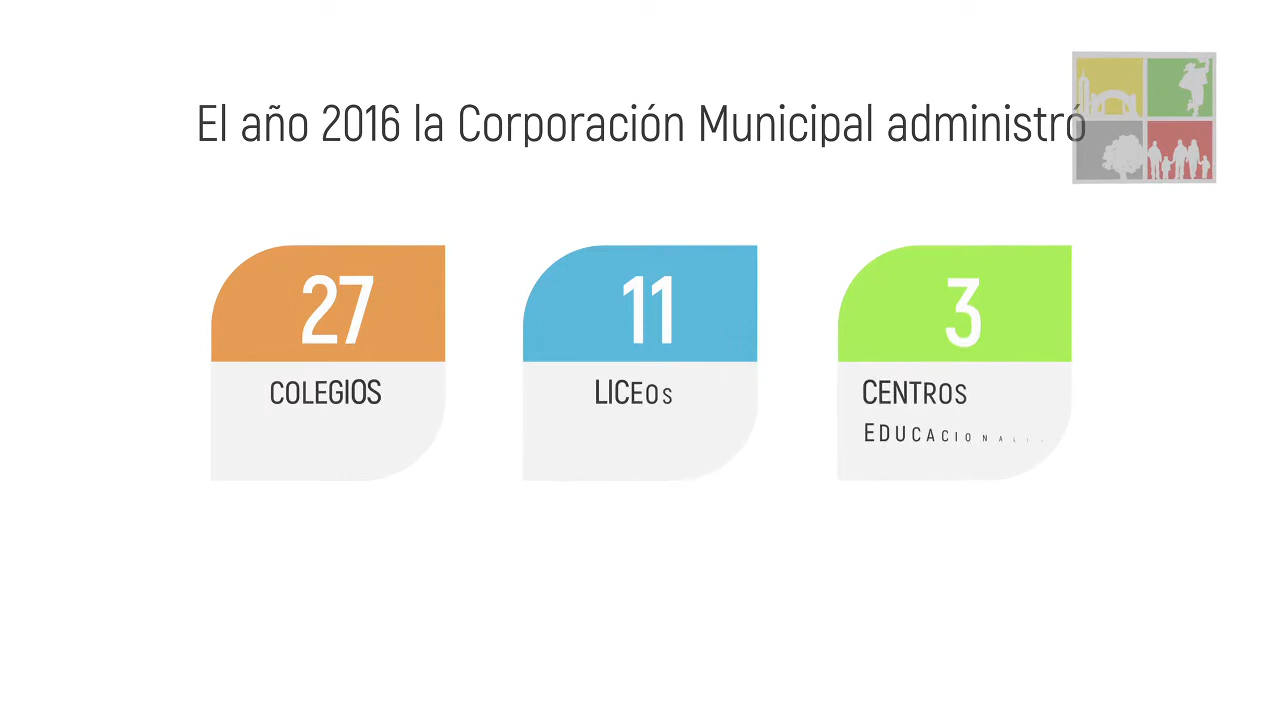 El año 2016 la Corporación Municipal administró
27
COLEGIOS
11
LICEOS
3
CENTROS